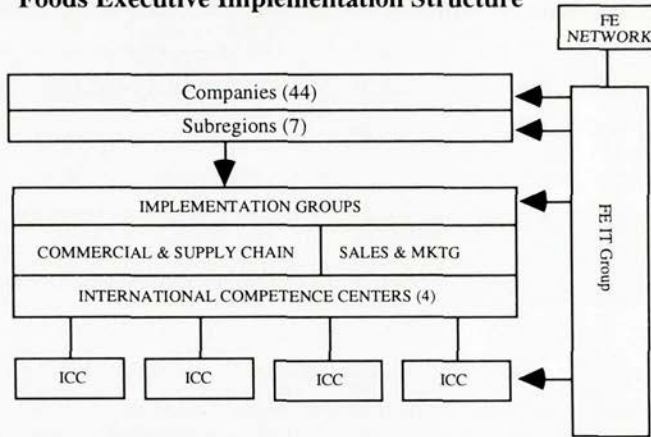 Foods Executive Implementation Structure
FE
NETWORK
Companies (44)
Subregions (7)
IMPLEMENTATION GROUPS
COMMERCIAL & SUPPLY CHAIN
SALES & MKTG
INTERNATIONAL COMPETENCE CENTERS (4)
ICC
ICC
ICC
ICC
FE IT Group